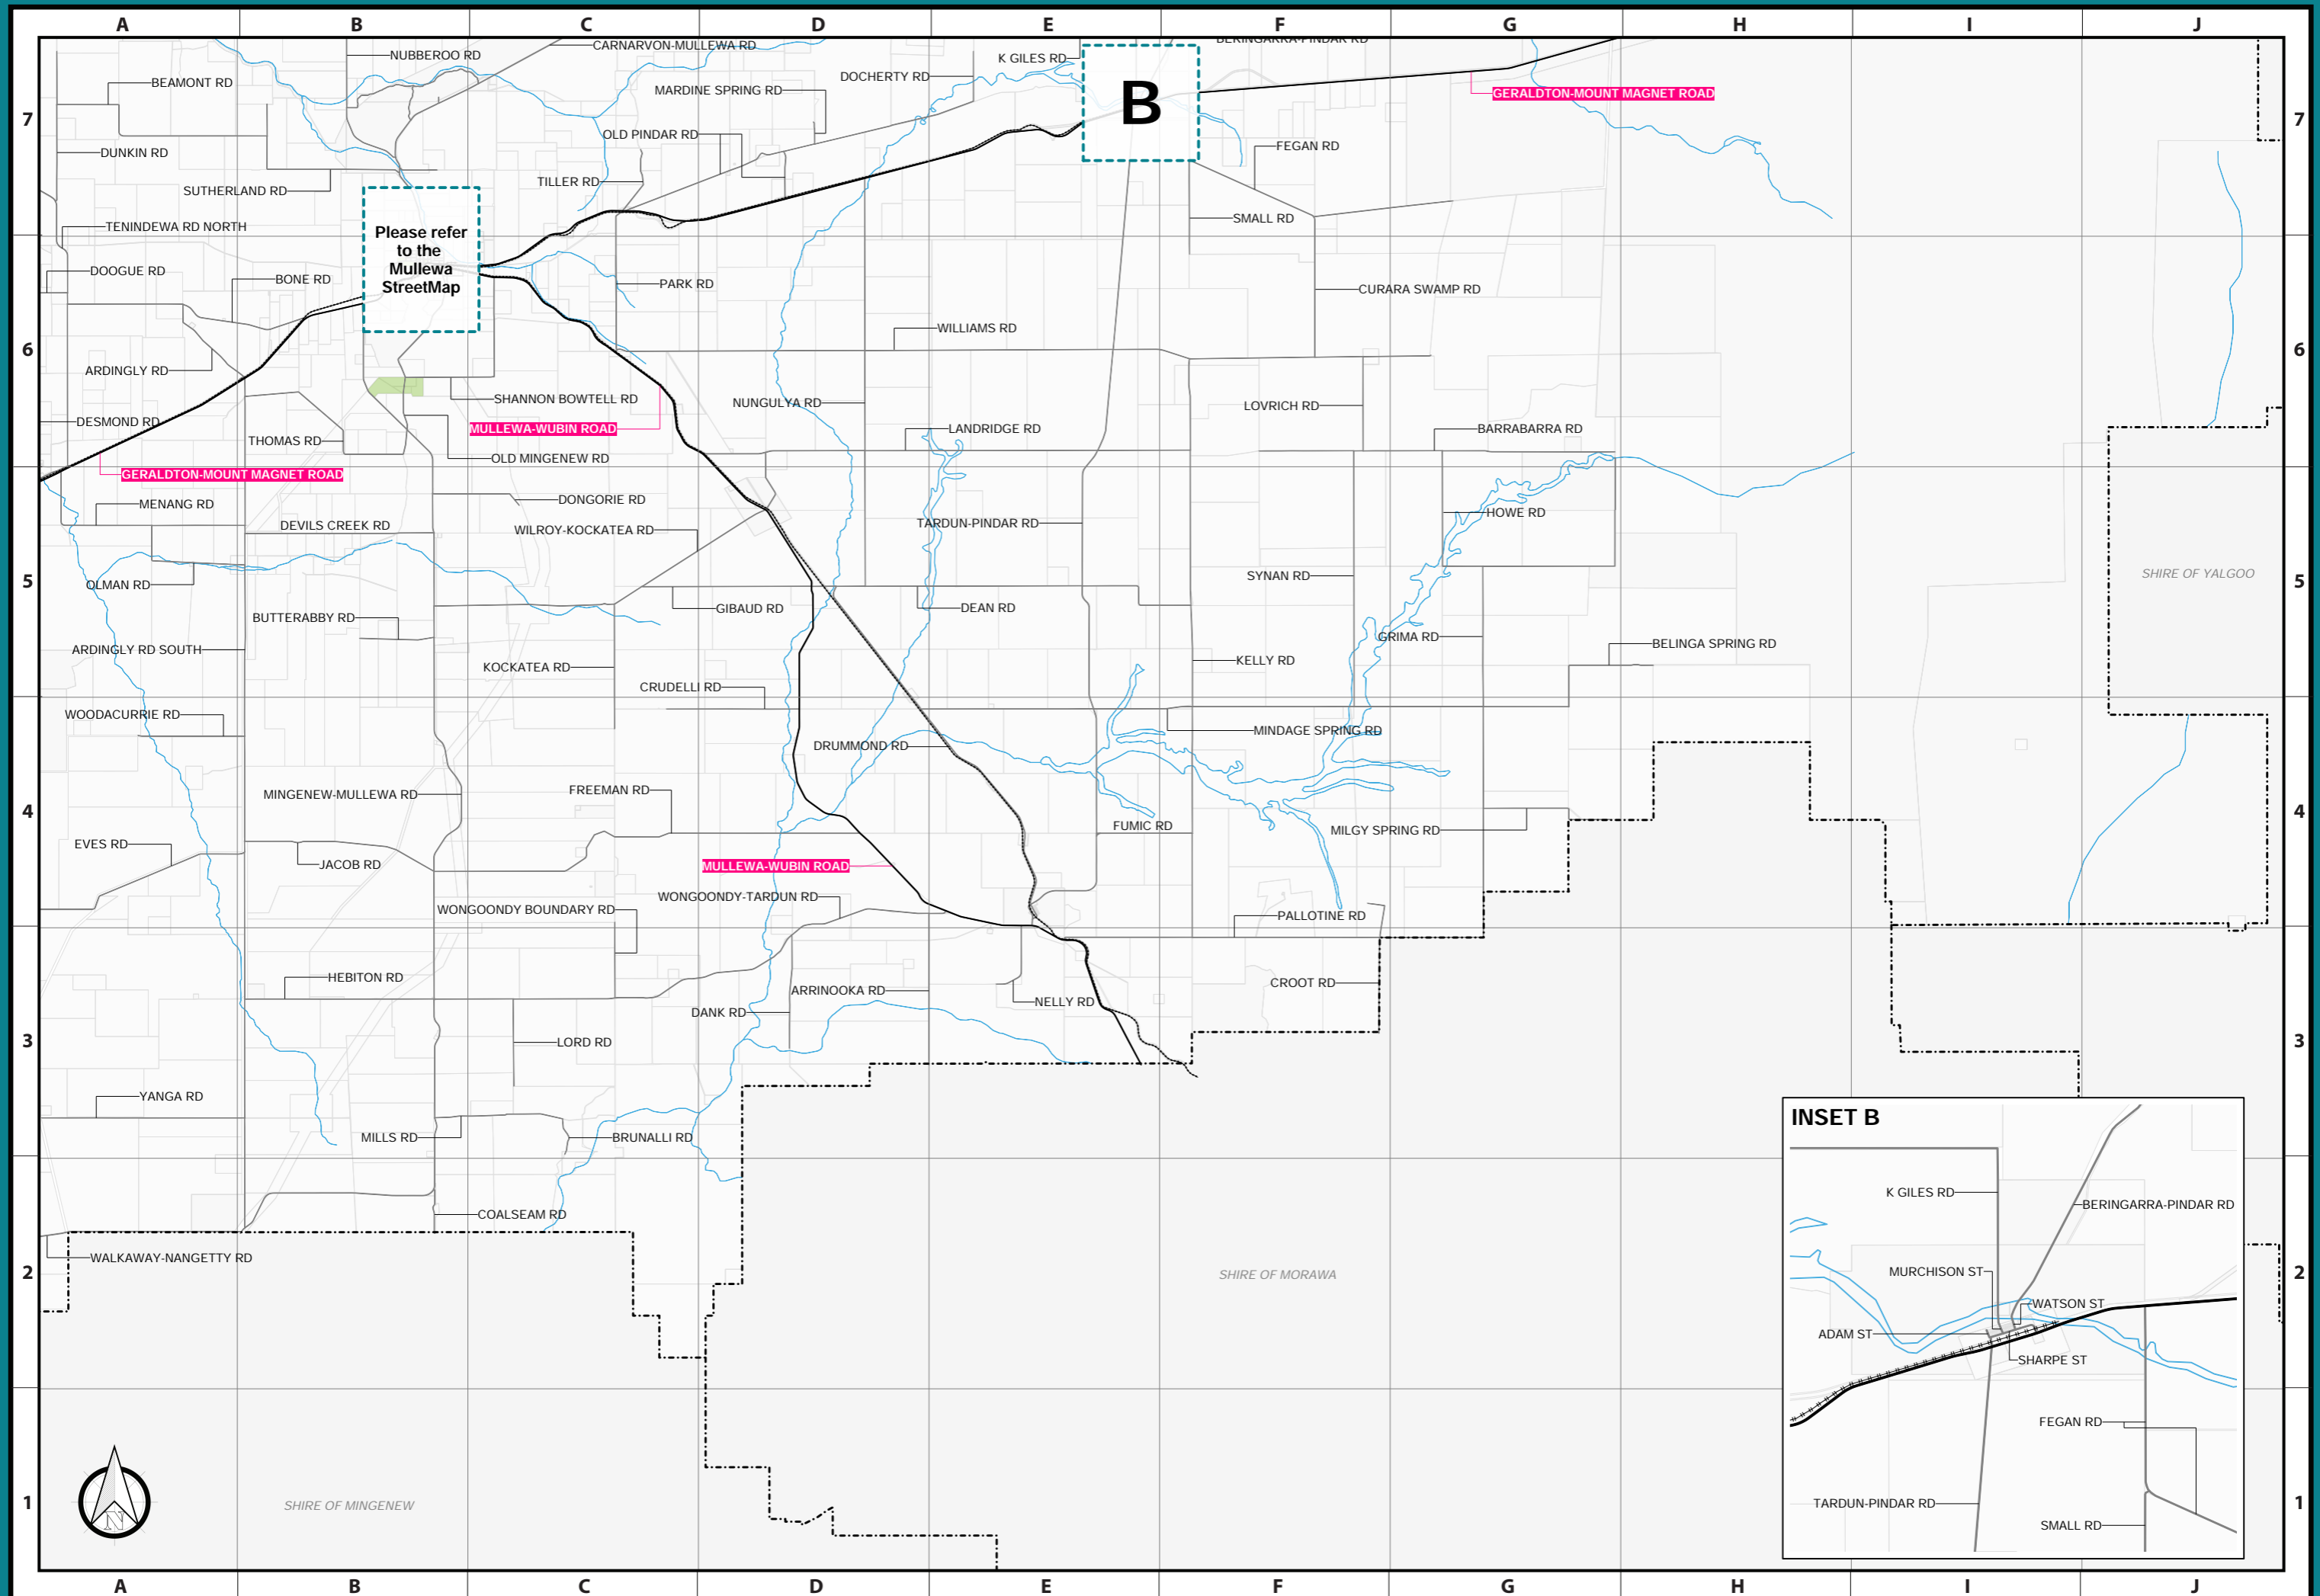 A B C D E F G H I J
NUBBEROO RD
CARNARVON-MULLEWA RD
BERINGARRA-PINDAR RD
K GILES RD
DOCHERTY RD
BEAMONT RD
MARDINE SPRING RD
B
GERALDTON-MOUNT MAGNET ROAD
7
7
OLD PINDAR RD
FEGAN RD
DUNKIN RD
TILLER RD
SUTHERLAND RD
SMALL RD
TENINDEWA RD NORTH
Please refer
to the
Mullewa
StreetMap
DOOGUE RD
BONE RD
PARK RD
CURARA SWAMP RD
WILLIAMS RD
6
6
ARDINGLY RD
SHANNON BOWTELL RD
NUNGULYA RD
LOVRICH RD
DESMOND RD
MULLEWA-WUBIN ROAD
LANDRIDGE RD
BARRABARRA RD
THOMAS RD
OLD MINGENEW RD
GERALDTON-MOUNT MAGNET ROAD
MENANG RD
DONGORIE RD
HOWE RD
DEVILS CREEK RD
WILROY-KOCKATEA RD
TARDUN-PINDAR RD
SHIRE OF YALGOO
5
5
OLMAN RD
SYNAN RD
GIBAUD RD
DEAN RD
BUTTERABBY RD
GRIMA RD
BELINGA SPRING RD
ARDINGLY RD SOUTH
KOCKATEA RD
KELLY RD
CRUDELLI RD
WOODACURRIE RD
MINDAGE SPRING RD
DRUMMOND RD
MINGENEW-MULLEWA RD
FREEMAN RD
4
4
FUMIC RD
MILGY SPRING RD
EVES RD
JACOB RD
MULLEWA-WUBIN ROAD
WONGOONDY-TARDUN RD
WONGOONDY BOUNDARY RD
PALLOTINE RD
HEBITON RD
CROOT RD
ARRINOOKA RD
NELLY RD
DANK RD
3
3
LORD RD
YANGA RD
MILLS RD
BRUNALLI RD
COALSEAM RD
WALKAWAY-NANGETTY RD
2
2
SHIRE OF MORAWA
INSET B
K GILES RD
BERINGARRA-PINDAR RD
MURCHISON ST
WATSON ST
ADAM ST
SHARPE ST
FEGAN RD
TARDUN-PINDAR RD
SMALL RD
1
1
SHIRE OF MINGENEW
N
A B C D E F G H I J